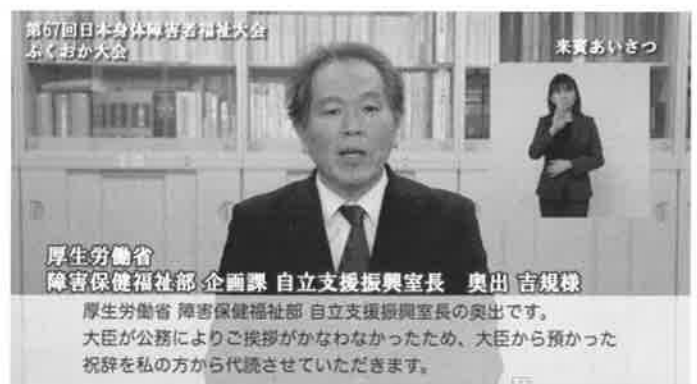 第67回日本身体障害者福祉大会
ふくおか大会
来賓あいさつ
厚生労働省
障害保健福祉部 企画課 自立支援振興室長　奥出 吉規様
厚生労働省 障害保健福祉部 自立支援振興室長の奥出です。
大臣が公務によりご挨拶がかなわなかったため、大臣から預かった
祝辞を私の方から代読させていただきます。